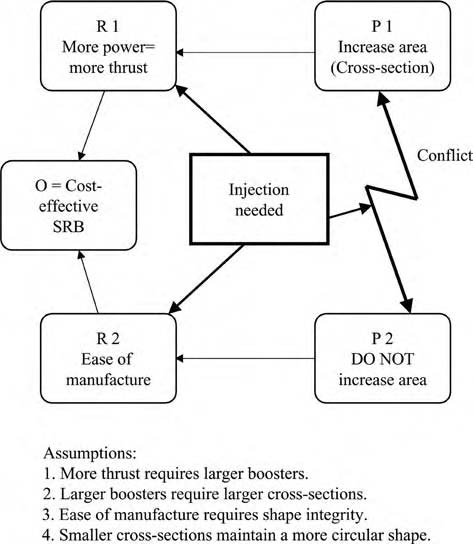 R 1
More power=
more thrust
P 1
Increase area
(Cross-section)
Conflict
O = Cost-
effective
SRB
Injection
needed
R 2
Ease of
manufacture
P 2
DO NOT
increase area
Assumptions:
1. More thrust requires larger boosters.
2. Larger boosters require larger cross-sections.
3. Ease of manufacture requires shape integrity.
4. Smaller cross-sections maintain a more circular shape.